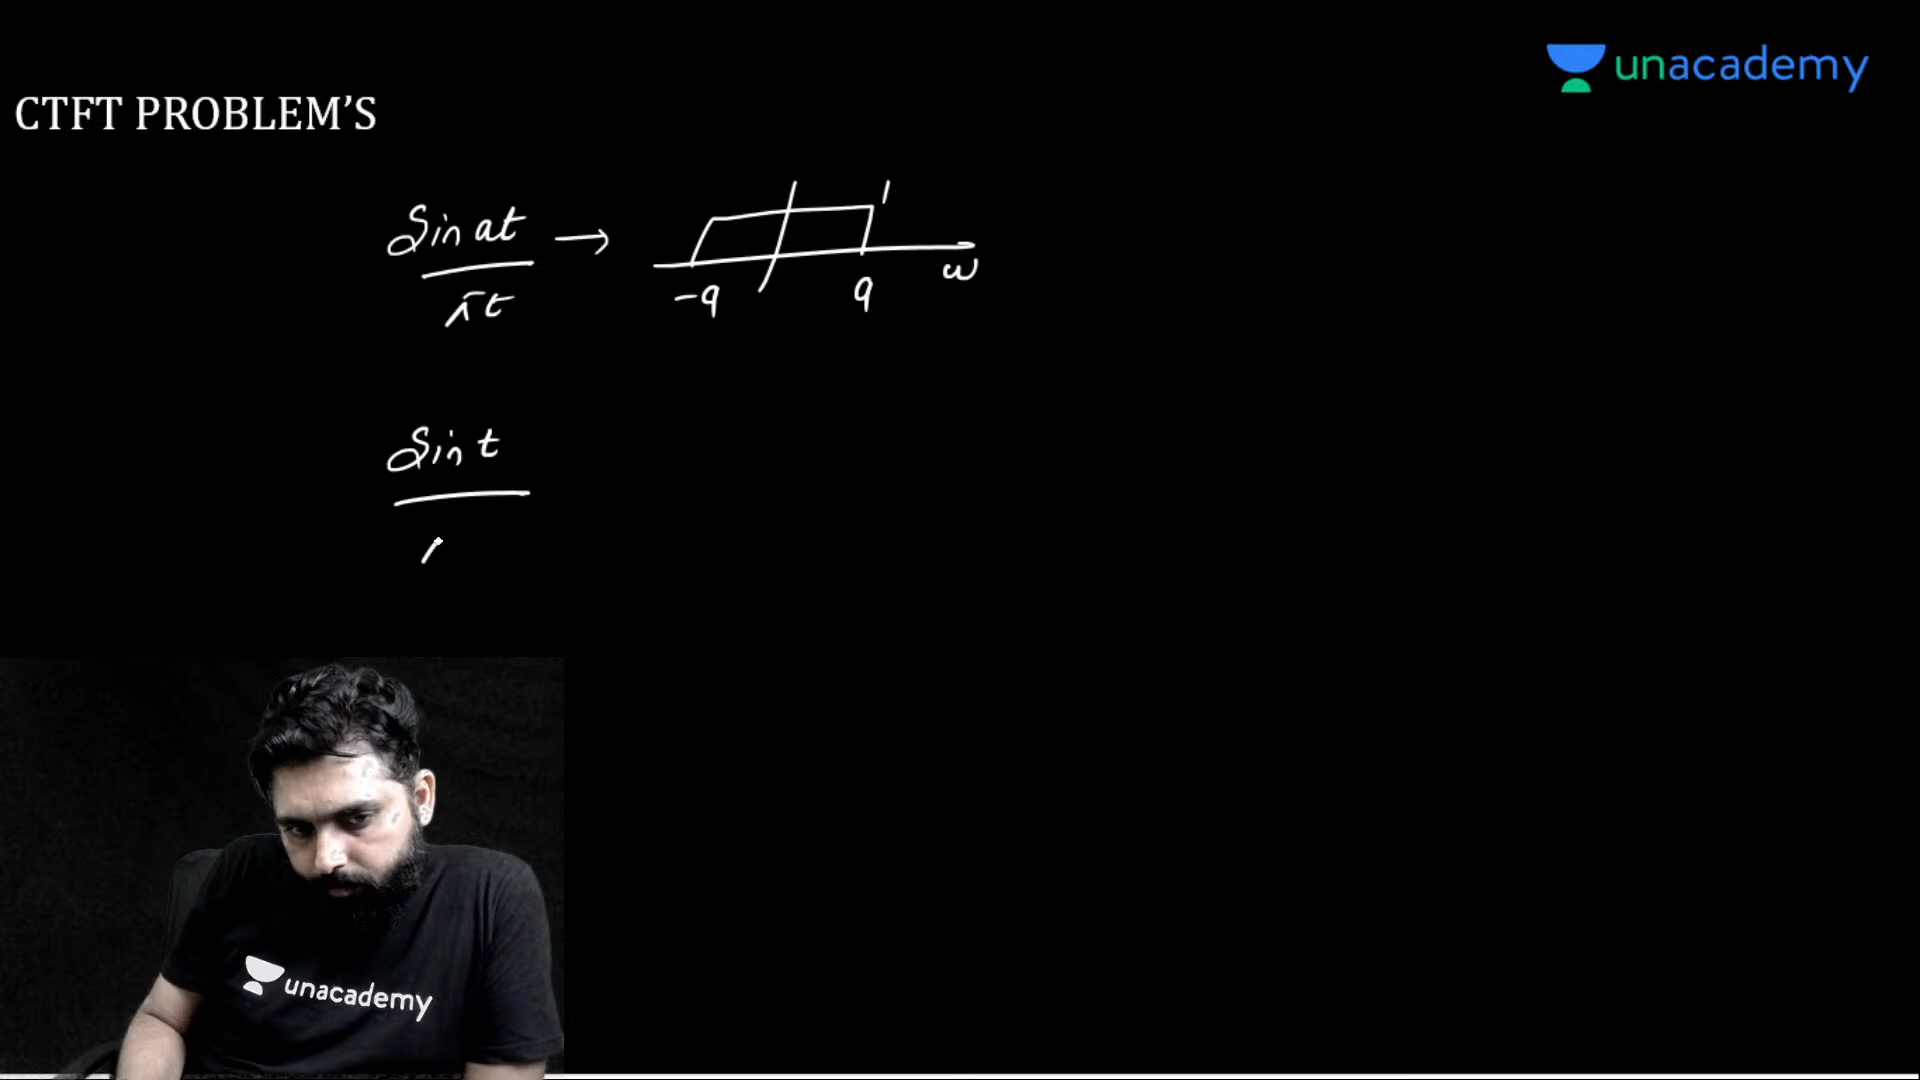 unacademy
CTFT PROBLEM’S
Sin at →
πt
1
-a
a
ω
Sin t
unacademy